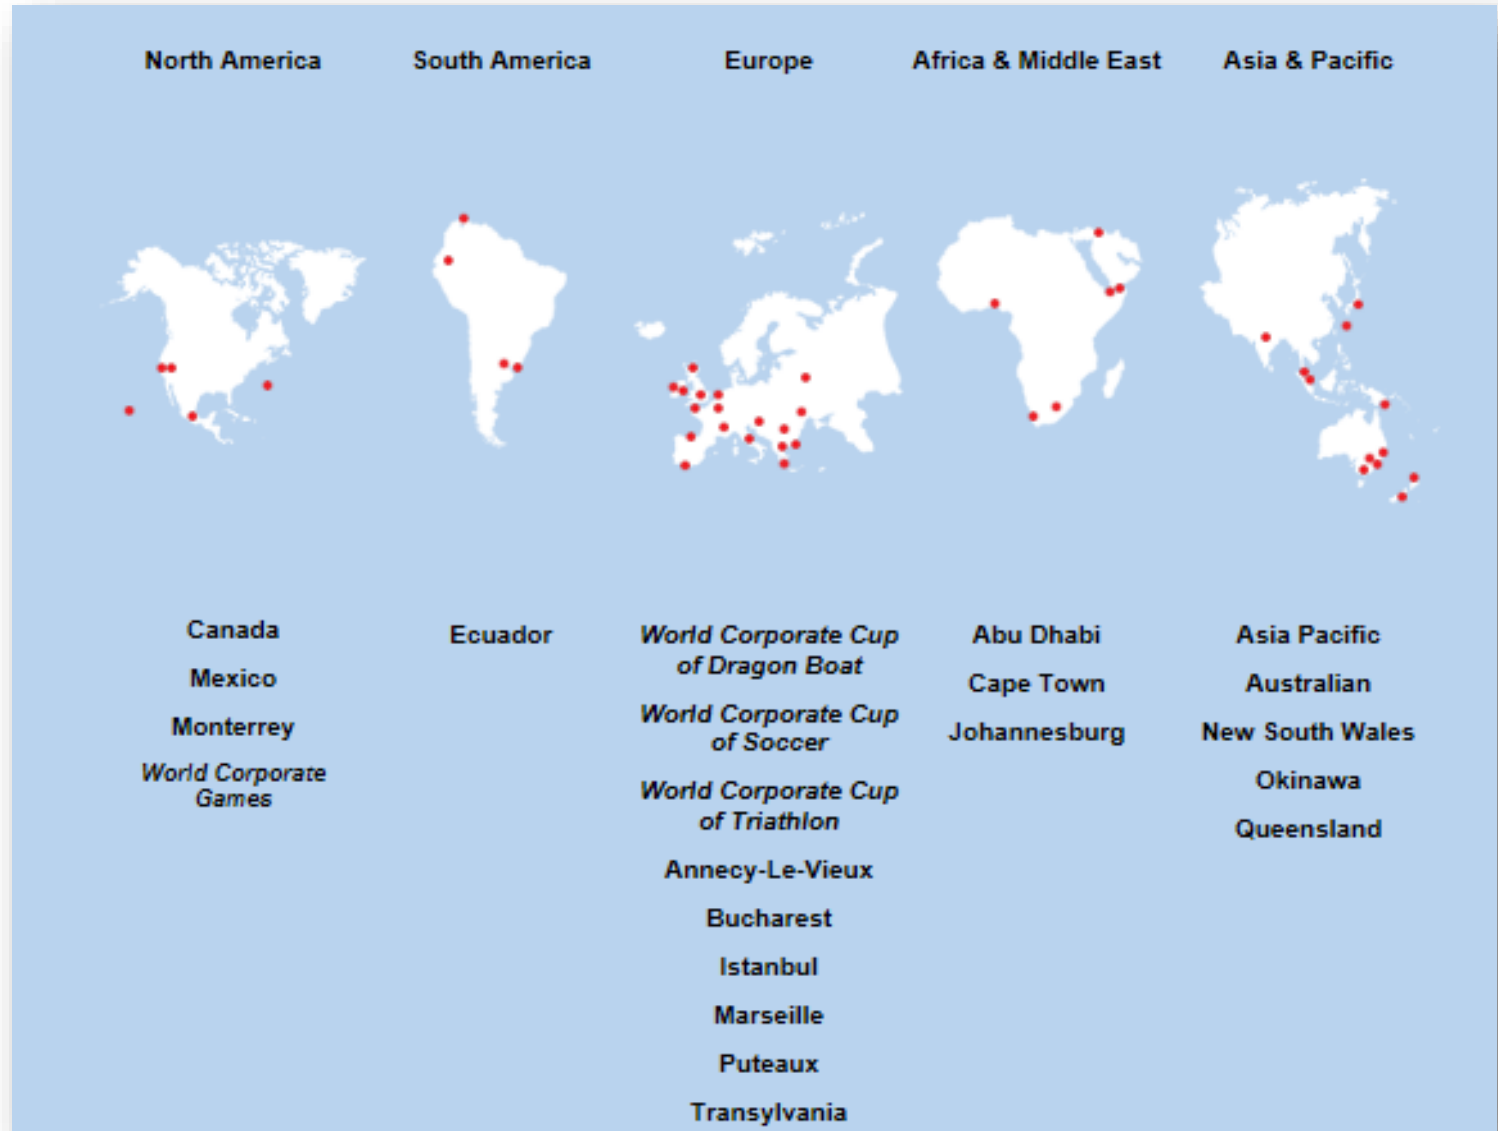 North America
South America
Europe
Africa & Middle East
Asia & Pacific
Canada
Mexico
Monterrey
World Corporate
Games
Ecuador
World Corporate Cup
of Dragon Boat
World Corporate Cup
of Soccer
World Corporate Cup
of Triathlon
Annecy-Le-Vieux
Bucharest
Istanbul
Marseille
Puteaux
Transylvania
Abu Dhabi
Cape Town
Johannesburg
Asia Pacific
Australian
New South Wales
Okinawa
Queensland